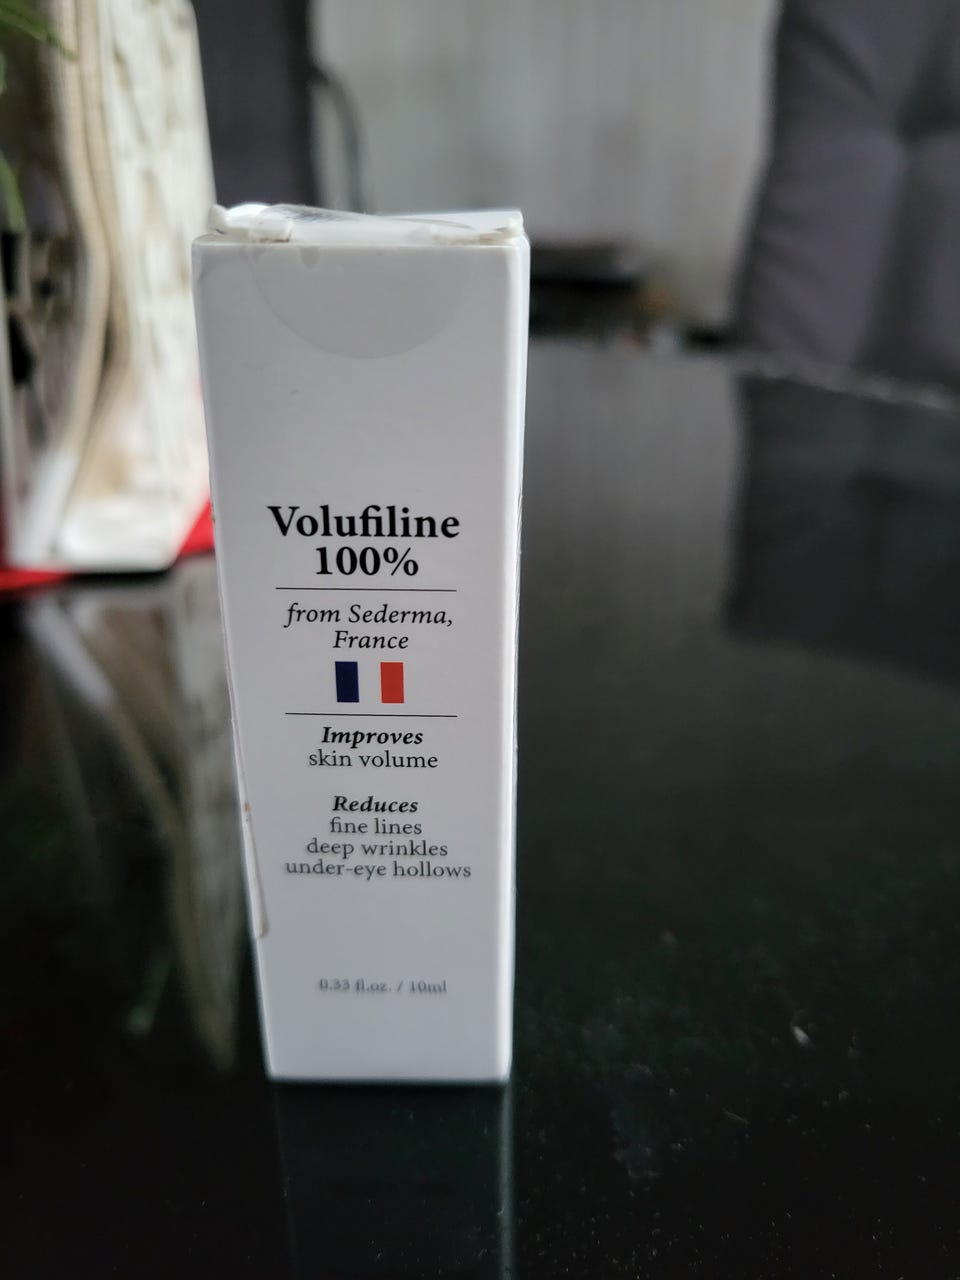 Volufiline
100%
from Sederma,
France
Improves
skin volume
Reduces
fine lines
deep wrinkles
under-eye hollows
0.33 fl.oz. / 10ml